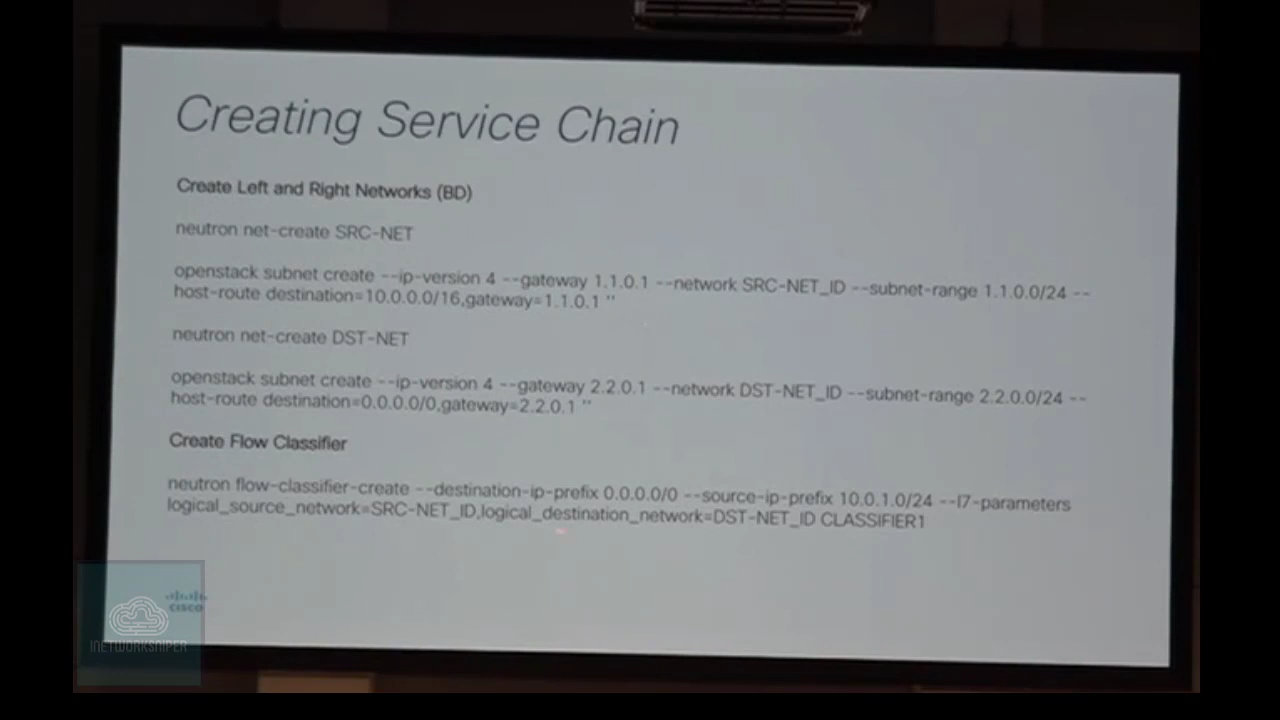 Creating Service Chain
Create Left and Right Networks (BD)
neutron net-create SRC-NET
openstack subnet create --ip-version 4 --gateway 1.1.0.1 --network SRC-NET_ID --subnet-range 1.1.0.0/24 --
host-route destination=10.0.0.0/16,gateway=1.1.0.1 ''
neutron net-create DST-NET
openstack subnet create --ip-version 4 --gateway 2.2.0.1 --network DST-NET_ID --subnet-range 2.2.0.0/24 --
host-route destination=0.0.0.0/0,gateway=2.2.0.1 ''
Create Flow Classifier
neutron flow-classifier-create --destination-ip-prefix 0.0.0.0/0 --source-ip-prefix 10.0.1.0/24 --l7-parameters
logical_source_network=SRC-NET_ID,logical_destination_network=DST-NET_ID CLASSIFIER1
CISCO
INETWORKSNIPER